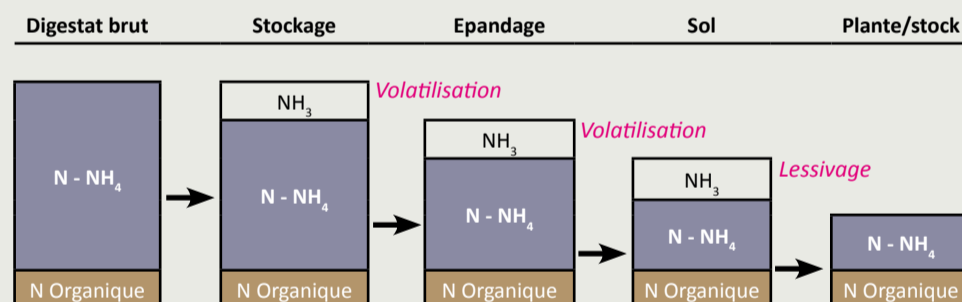 Digestat brut
Stockage
Epandage
Sol
Plante/stock
NH₃
Volatilisation
NH₃
Volatilisation
NH₃
Lessivage
N - NH₄
N - NH₄
N - NH₄
N - NH₄
N - NH₄
N Organique
N Organique
N Organique
N Organique
N Organique